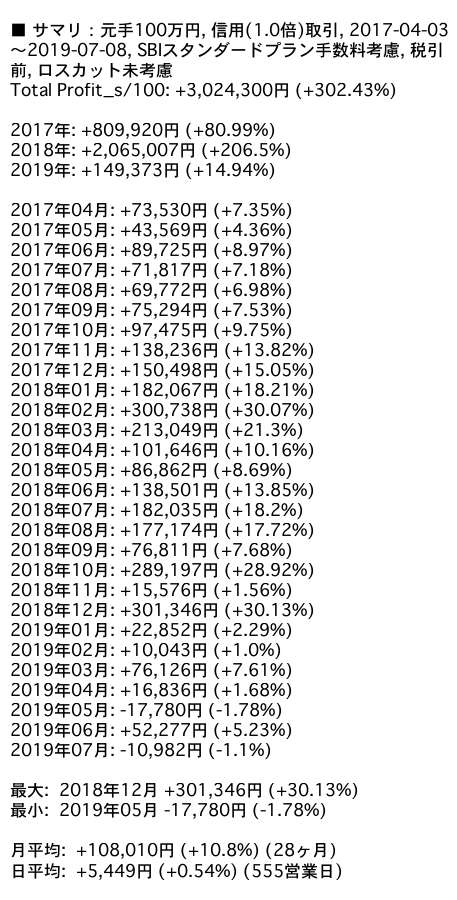 ■ サマリ：元手100万円, 信用(1.0倍)取引, 2017-04-03
～2019-07-08, SBIスタンダードプラン手数料考慮, 税引
前, ロスカット未考慮
Total Profit_s/100: +3,024,300円 (+302.43%)
2017年: +809,920円 (+80.99%)
2018年: +2,065,007円 (+206.5%)
2019年: +149,373円 (+14.94%)
2017年04月: +73,530円 (+7.35%)
2017年05月: +43,569円 (+4.36%)
2017年06月: +89,725円 (+8.97%)
2017年07月: +71,817円 (+7.18%)
2017年08月: +69,772円 (+6.98%)
2017年09月: +75,294円 (+7.53%)
2017年10月: +97,475円 (+9.75%)
2017年11月: +138,236円 (+13.82%)
2017年12月: +150,498円 (+15.05%)
2018年01月: +182,067円 (+18.21%)
2018年02月: +300,738円 (+30.07%)
2018年03月: +213,049円 (+21.3%)
2018年04月: +101,646円 (+10.16%)
2018年05月: +86,862円 (+8.69%)
2018年06月: +138,501円 (+13.85%)
2018年07月: +182,035円 (+18.2%)
2018年08月: +177,174円 (+17.72%)
2018年09月: +76,811円 (+7.68%)
2018年10月: +289,197円 (+28.92%)
2018年11月: +15,576円 (+1.56%)
2018年12月: +301,346円 (+30.13%)
2019年01月: +22,852円 (+2.29%)
2019年02月: +10,043円 (+1.0%)
2019年03月: +76,126円 (+7.61%)
2019年04月: +16,836円 (+1.68%)
2019年05月: -17,780円 (-1.78%)
2019年06月: +52,277円 (+5.23%)
2019年07月: -10,982円 (-1.1%)
最大: 2018年12月 +301,346円 (+30.13%)
最小: 2019年05月 -17,780円 (-1.78%)
月平均: +108,010円 (+10.8%) (28ヶ月)
日平均: +5,449円 (+0.54%) (555営業日)